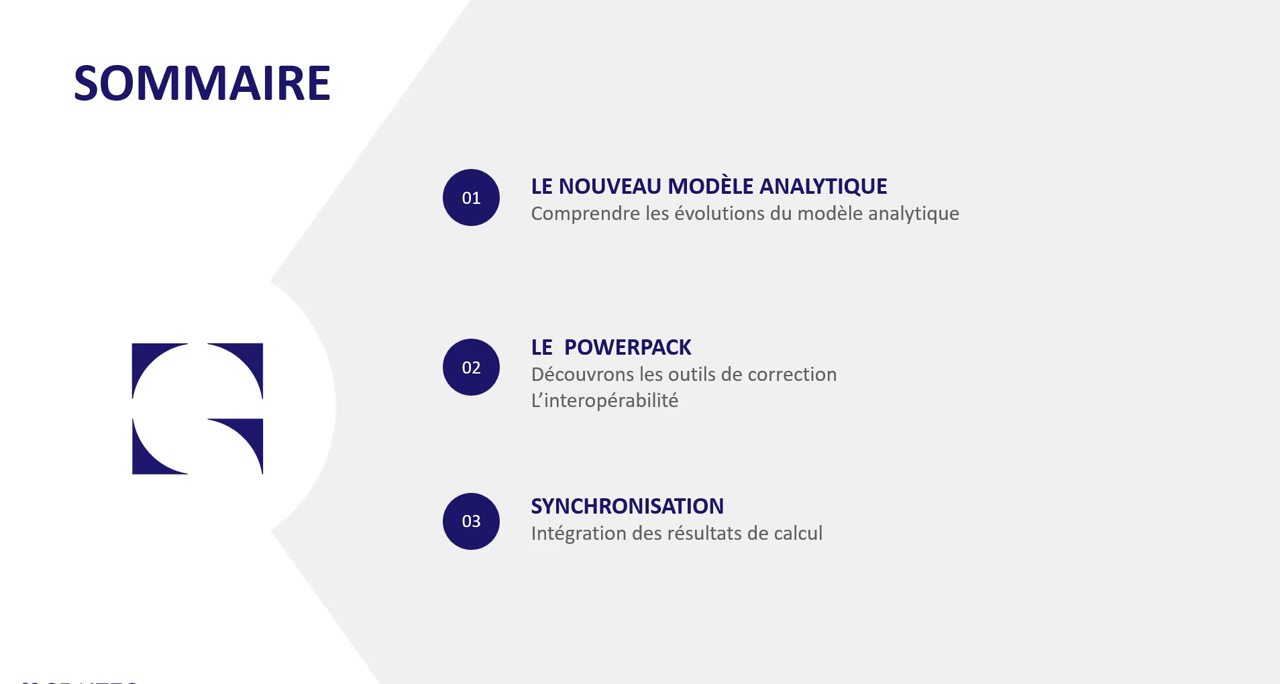 SOMMAIRE
01
LE NOUVEAU MODÈLE ANALYTIQUE
Comprendre les évolutions du modèle analytique
02
LE POWERPACK
Découvrons les outils de correction
L’interopérabilité
03
SYNCHRONISATION
Intégration des résultats de calcul